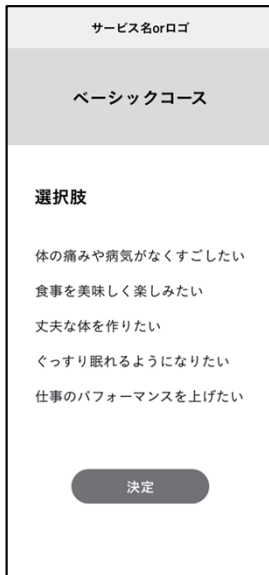 サービス名orロゴ
ベーシックコース
選択肢
体の痛みや病気がなくすごしたい
食事を美味しく楽しみたい
丈夫な体を作りたい
ぐっすり眠れるようになりたい
仕事のパフォーマンスを上げたい
決定